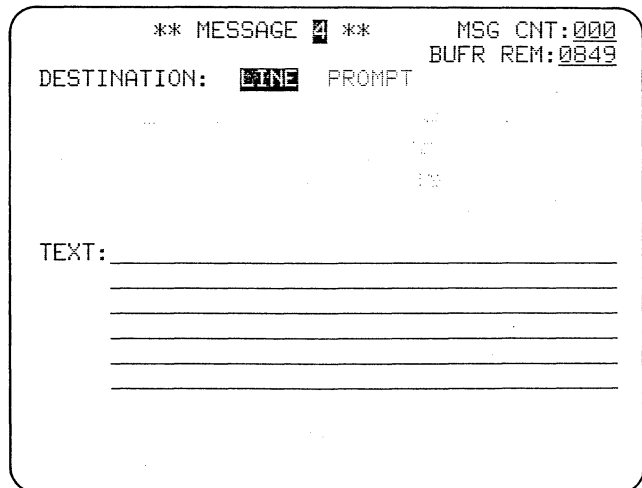 ** MESSAGE 4 ** MSG CNT:000
BUFR REM:0849
DESTINATION: LINE PROMPT
TEXT: